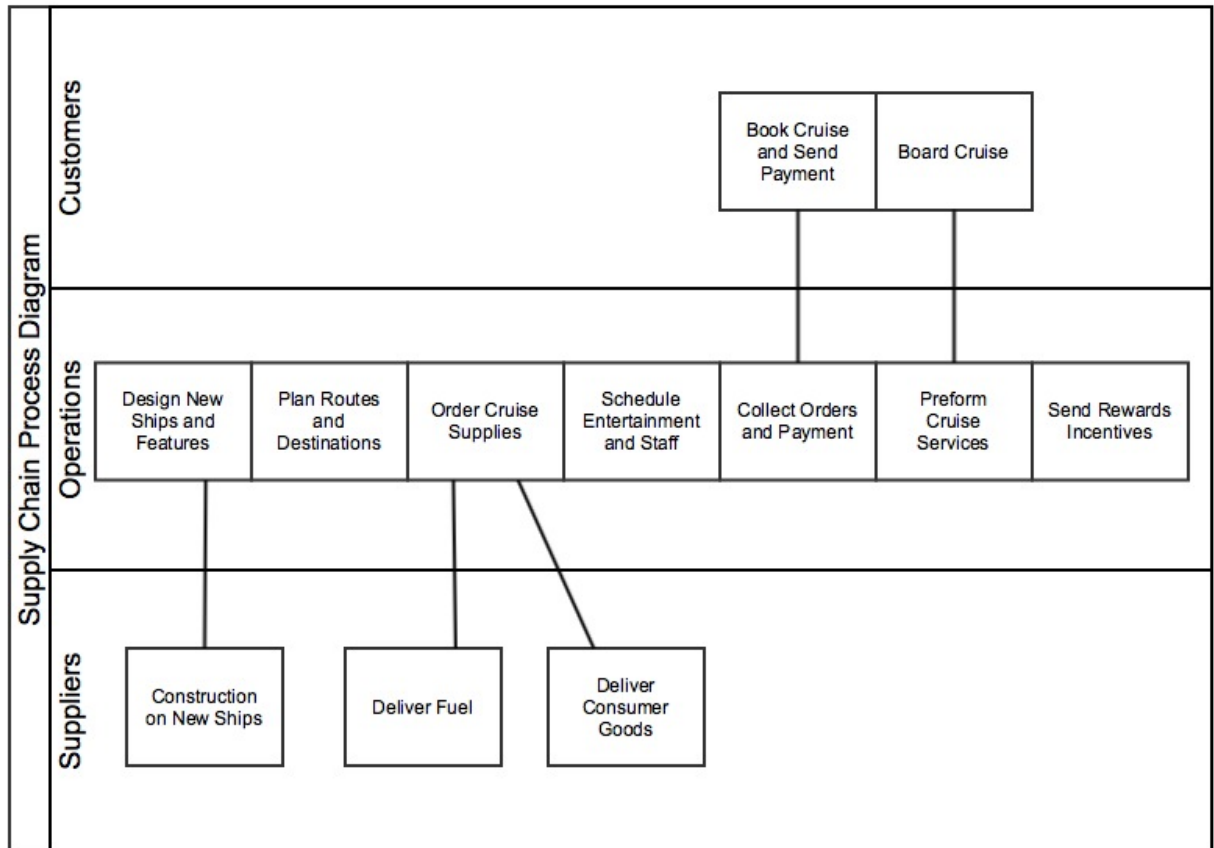 Supply Chain Process Diagram
Customers
Book Cruise
and Send
Payment
Board Cruise
Operations
Design New
Ships and
Features
Plan Routes
and
Destinations
Order Cruise
Supplies
Schedule
Entertainment
and Staff
Collect Orders
and Payment
Preform
Cruise
Services
Send Rewards
Incentives
Suppliers
Construction
on New Ships
Deliver Fuel
Deliver
Consumer
Goods